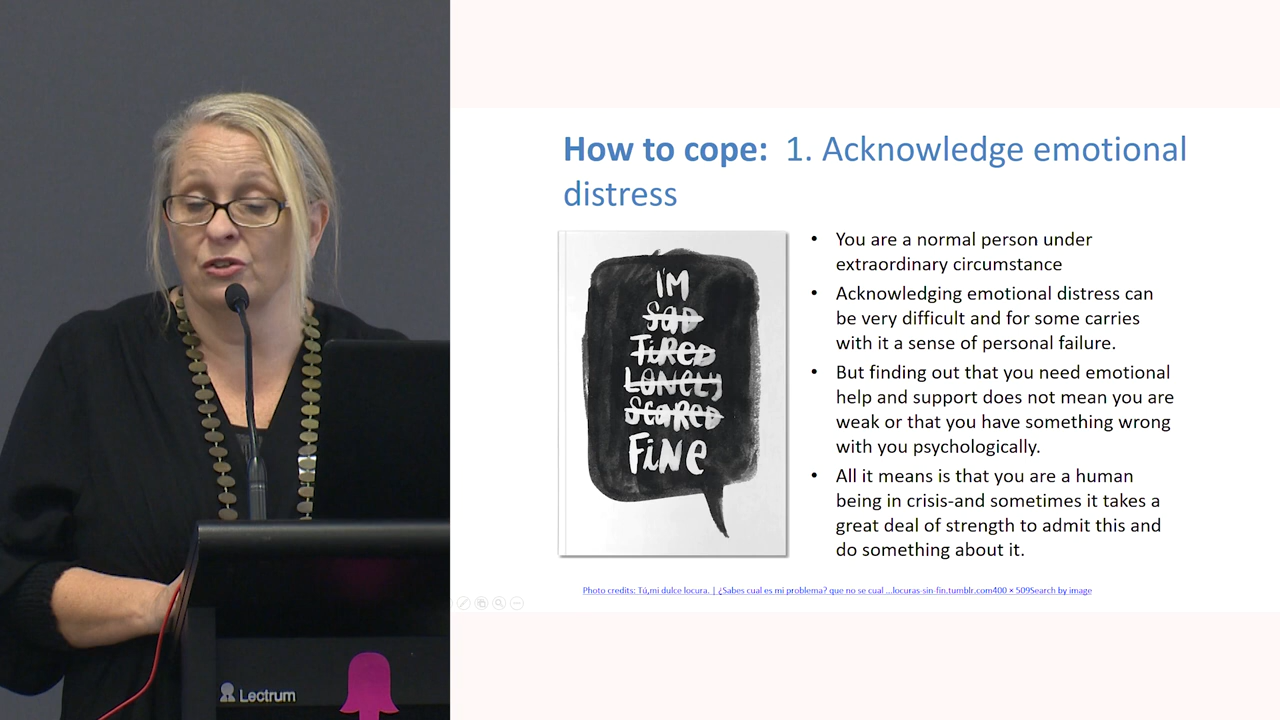 How to cope: 1. Acknowledge emotional
distress
I'M
SAD
TIRED
LONELY
SCARED
FINE
• You are a normal person under
extraordinary circumstance
• Acknowledging emotional distress can
be very difficult and for some carries
with it a sense of personal failure.
• But finding out that you need emotional
help and support does not mean you are
weak or that you have something wrong
with you psychologically.
• All it means is that you are a human
being in crisis-and sometimes it takes a
great deal of strength to admit this and
do something about it.
Photo credits: Tú,mi dulce locura. | ¿Sabes cual es mi problema? que no se cual ...locuras-sin-fin.tumblr.com400 × 509Search by image
Lectrum